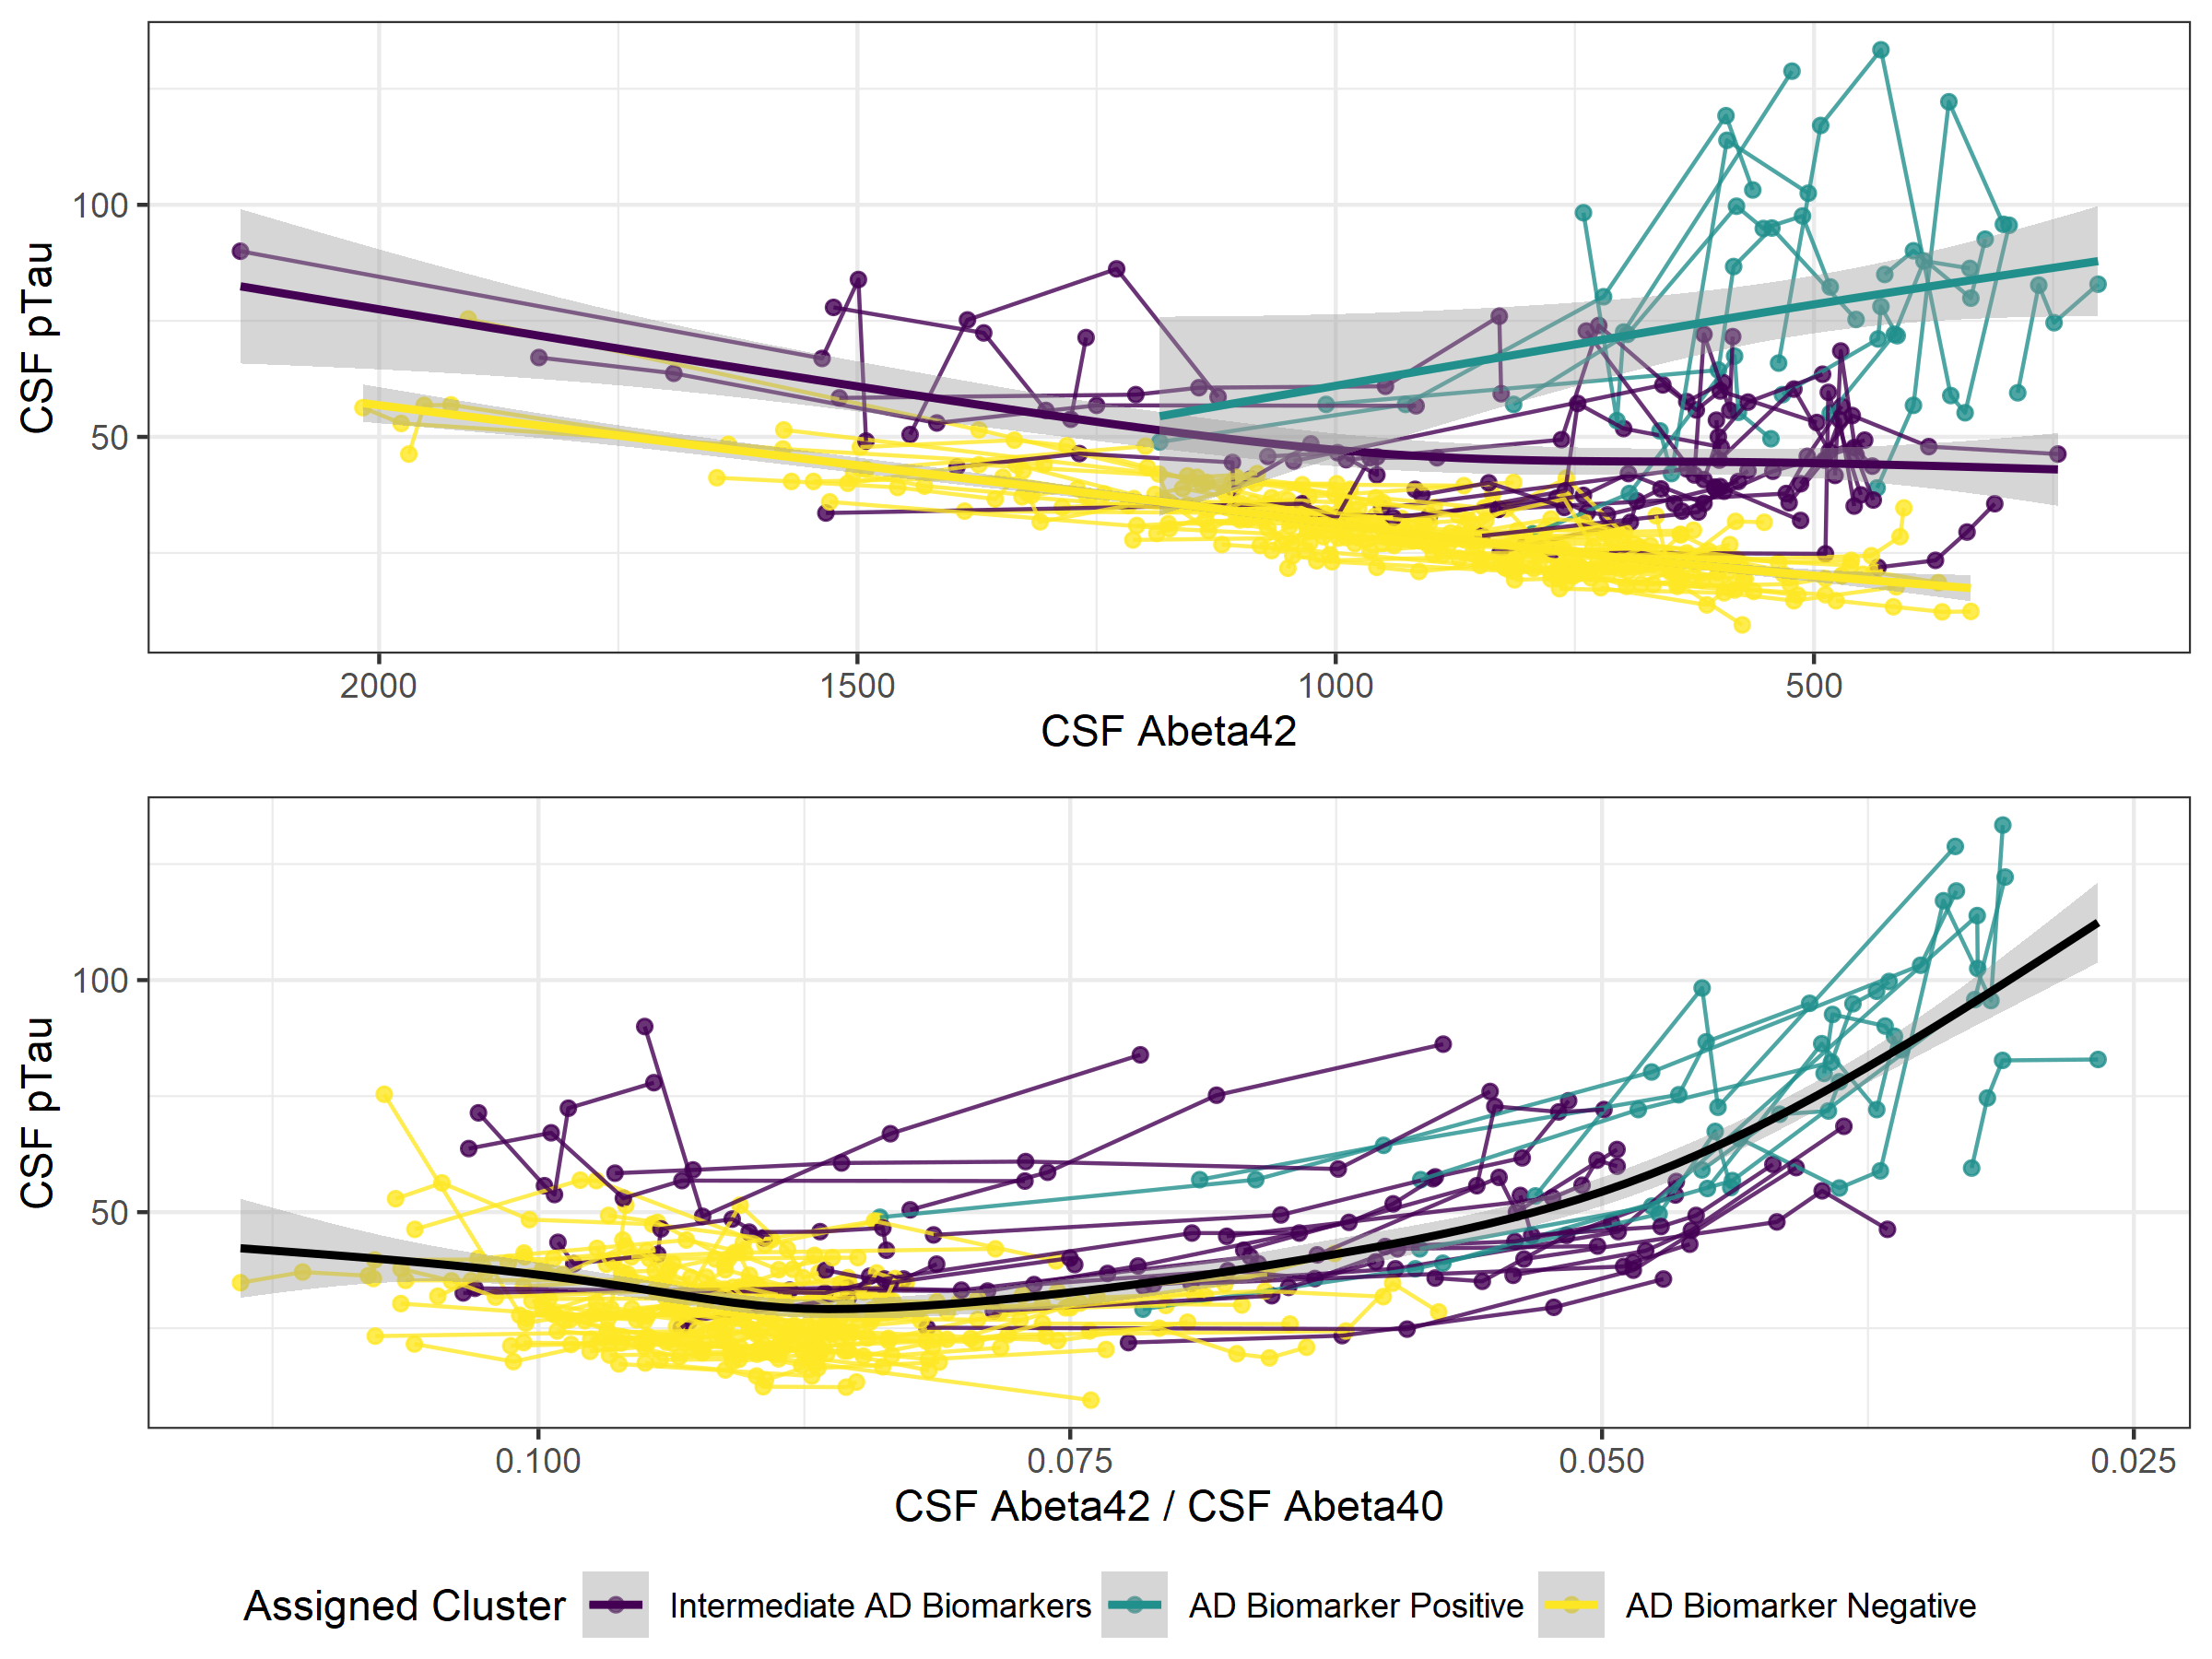 CSF pTau
100
50
2000 1500 1000 500
CSF Abeta42
CSF pTau
100
50
0.100 0.075 0.050 0.025
CSF Abeta42 / CSF Abeta40
Assigned Cluster Intermediate AD Biomarkers AD Biomarker Positive AD Biomarker Negative